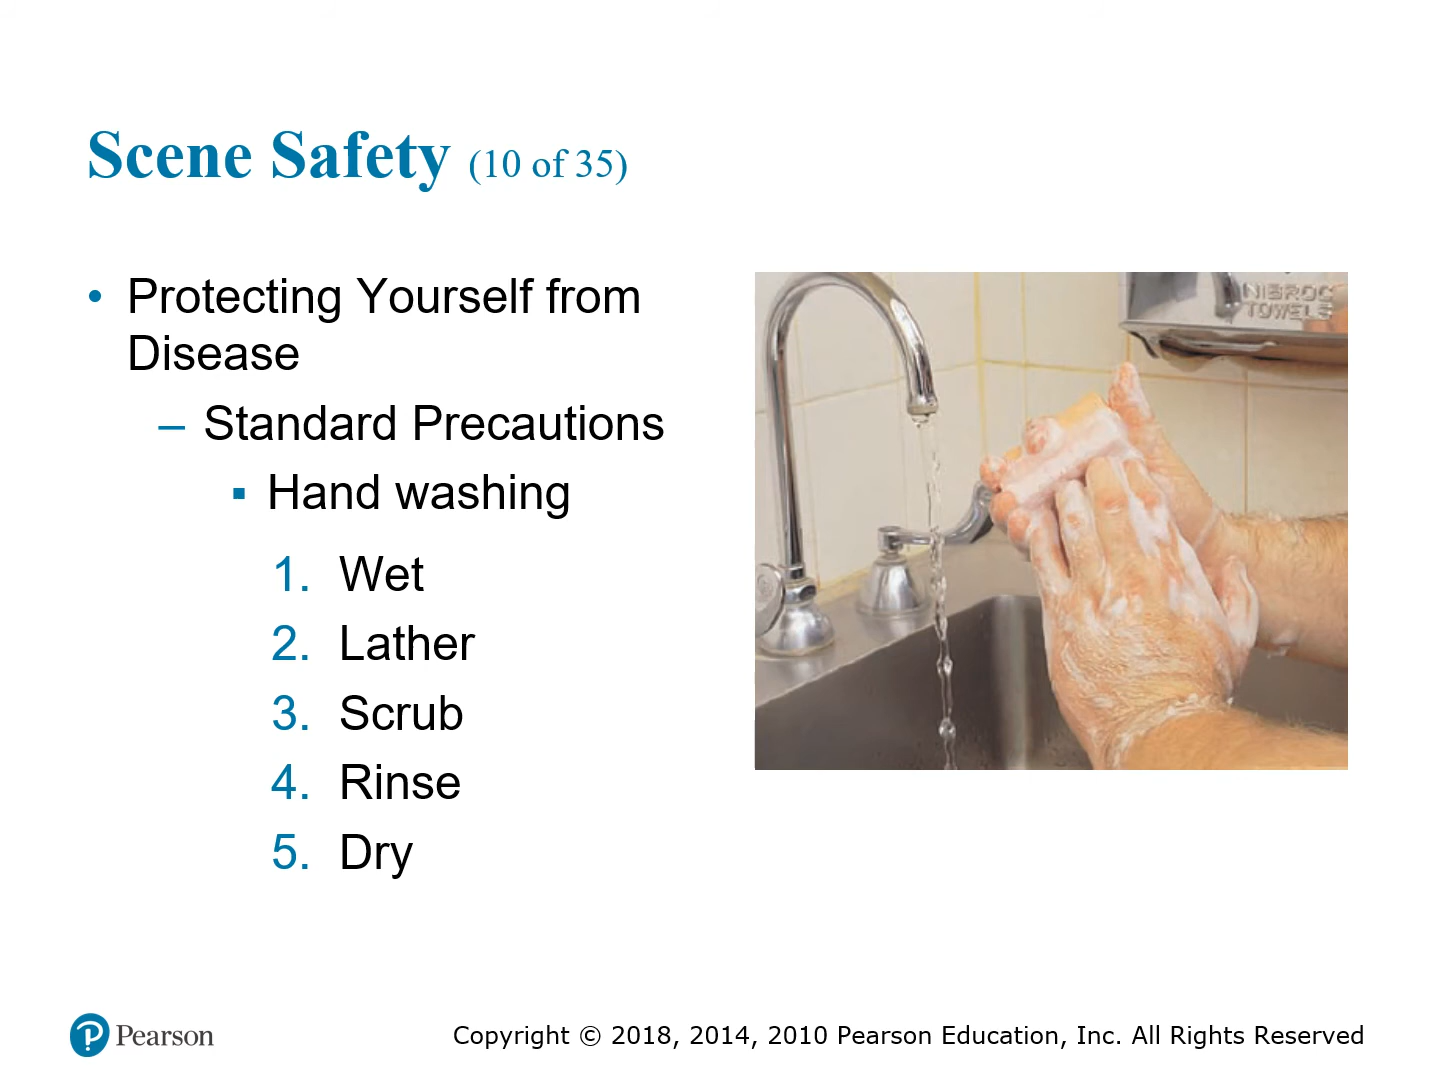 Scene Safety (10 of 35)
• Protecting Yourself from
Disease
– Standard Precautions
▪ Hand washing
1. Wet
2. Lather
3. Scrub
4. Rinse
5. Dry
NIBROC
TOWELS
Pearson
Copyright © 2018, 2014, 2010 Pearson Education, Inc. All Rights Reserved